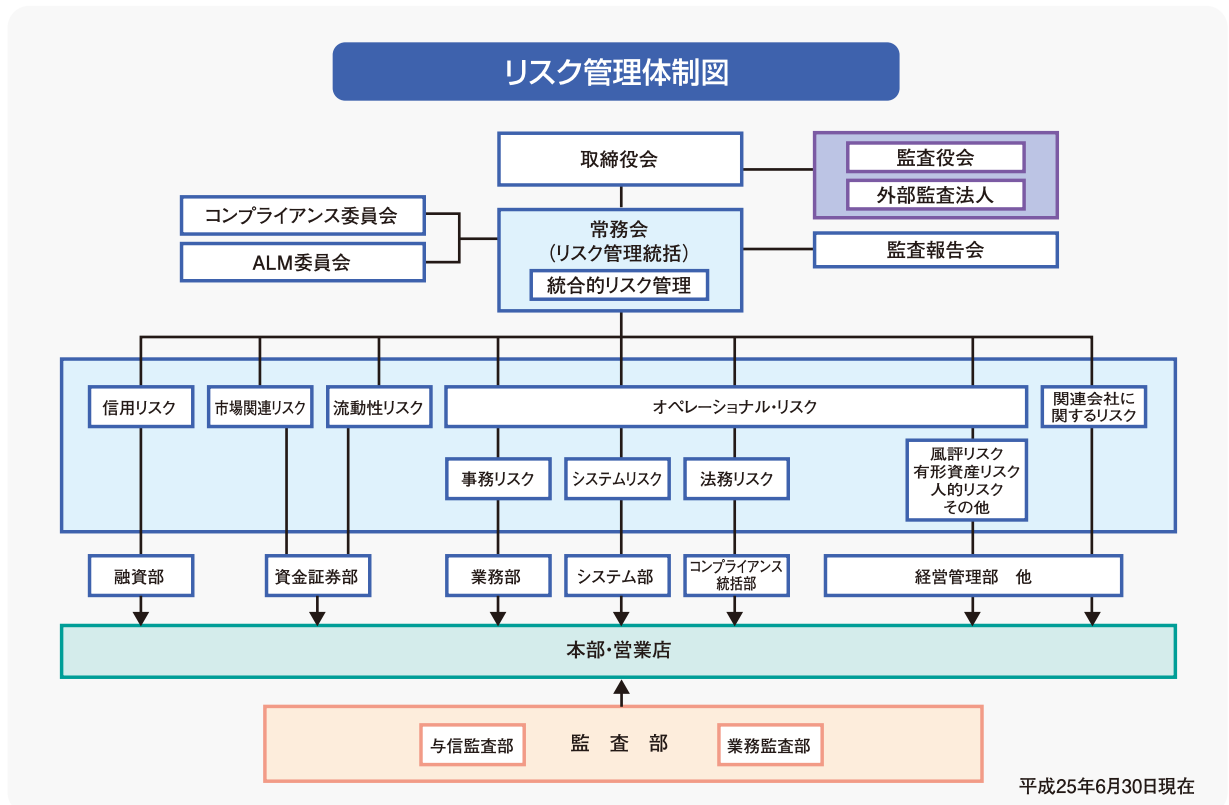 リスク管理体制図
取締役会
監査役会
外部監査法人
コンプライアンス委員会
ALM委員会
常務会
(リスク管理統括)
統合的リスク管理
監査報告会
信用リスク
市場関連リスク
流動性リスク
オペレーショナル・リスク
関連会社に
関するリスク
事務リスク
システムリスク
法務リスク
風評リスク
有形資産リスク
人的リスク
その他
融資部
資金証券部
業務部
システム部
コンプライアンス
統括部
経営管理部 他
本部・営業店
与信監査部
監 査 部
業務監査部
平成25年6月30日現在